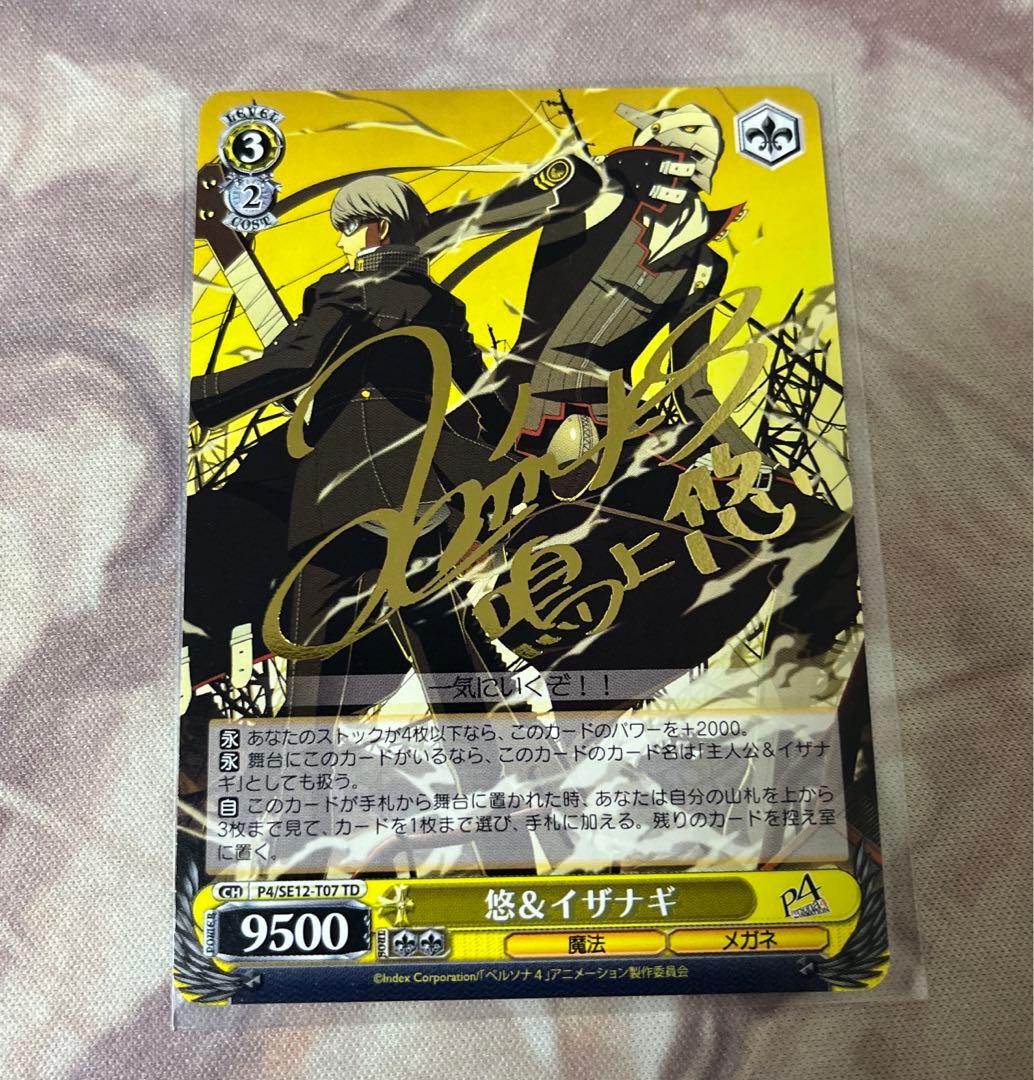 LEVEL
3
2
COST
鳴上悠
一気にいくぞ！！
永 あなたのストックが4枚以下なら、このカードのパワーを＋2000。
永 舞台にこのカードがいるなら、このカードのカード名は「主人公＆イザナ
ギ」としても扱う。
自 このカードが手札から舞台に置かれた時、あなたは自分の山札を上から
3枚まで見て、カードを1枚まで選び、手札に加える。残りのカードを控え室
に置く。
CH P4/SE12-T07 TD
悠＆イザナギ
P4
POWER
9500
SOUL
魔法
メガネ
©Index Corporation/「ペルソナ４」アニメーション製作委員会